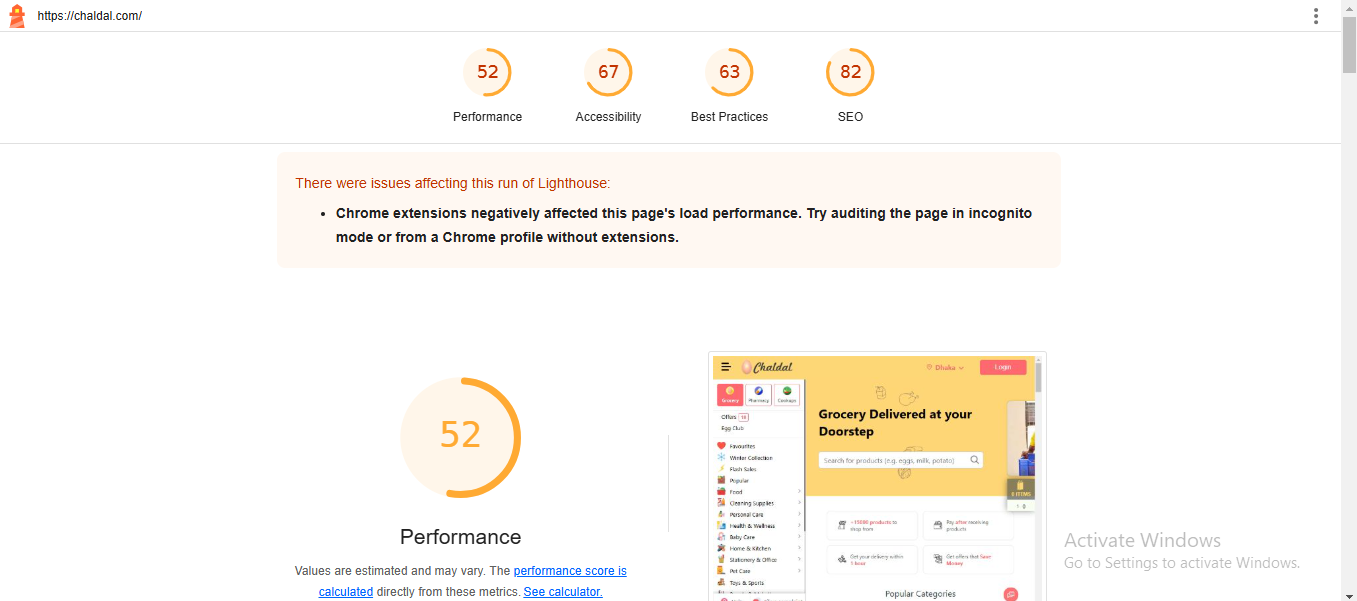 https://chaldal.com/
52
67
63
82
Performance
Accessibility
Best Practices
SEO
There were issues affecting this run of Lighthouse:
• Chrome extensions negatively affected this page's load performance. Try auditing the page in incognito
mode or from a Chrome profile without extensions.
52
Performance
Values are estimated and may vary. The performance score is
calculated directly from these metrics. See calculator.
Chaldal
Dhaka
Login
Grocery
Pharmacy
Cookups
Offers 18
Egg Club
Favourites
Winter Collection
Flash Sales
Popular
Food
Cleaning Supplies
Personal Care
Health & Wellness
Baby Care
Home & Kitchen
Stationery & Office
Pet Care
Toys & Sports
Grocery Delivered at your
Doorstep
Search for products (e.g. eggs, milk, potato)
0 ITEMS
+15000 products to
shop from
Pay after receiving
products
Get your delivery within
1 hour
Get offers that Save
Money
Popular Categories
Activate Windows
Go to Settings to activate Windows.